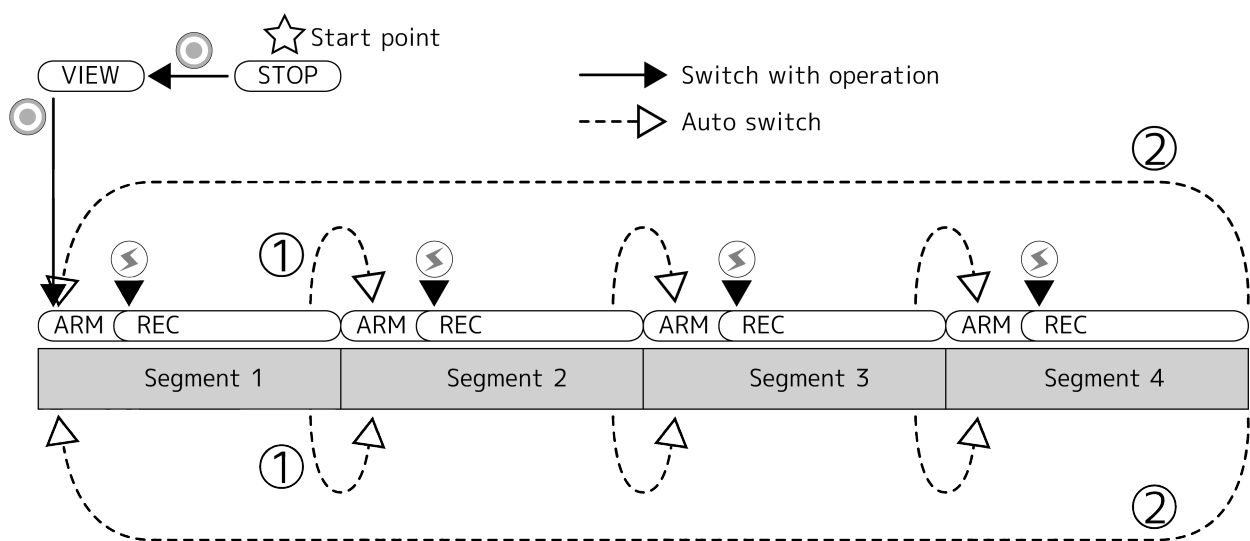 Start point
VIEW
STOP
Switch with operation
Auto switch
②
①
ARM REC ARM REC ARM REC ARM REC
Segment 1 Segment 2 Segment 3 Segment 4
①
②